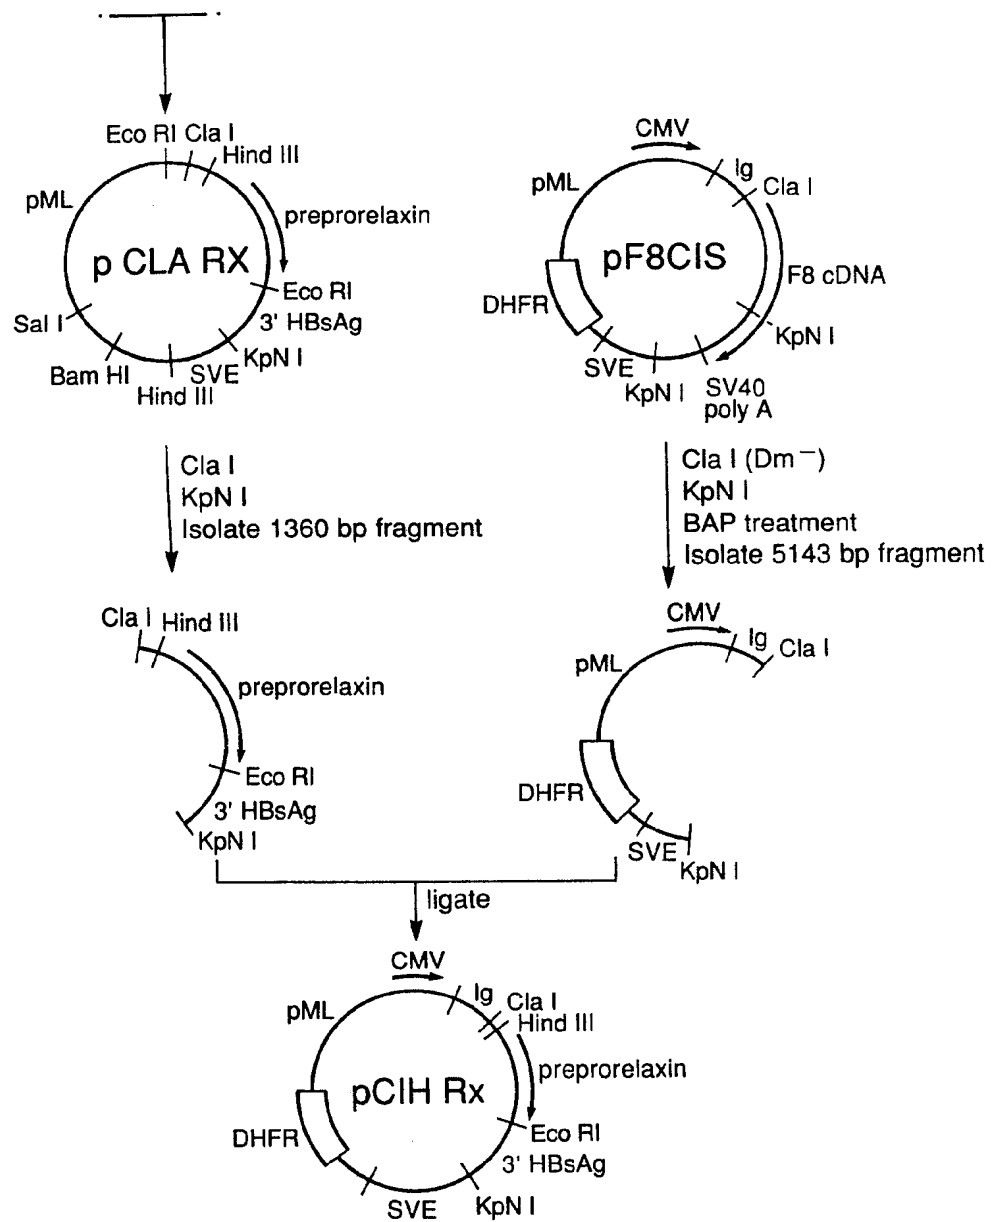 Eco RI Cla I
Hind III
pML
preprorelaxin
p CLA RX
Eco RI
3' HBsAg
KpN I
SVE
Hind III
Bam HI
Sal I
CMV
Ig
Cla I
pML
pF8CIS
F8 cDNA
DHFR
KpN I
SVE
KpN I
SV40
poly A
Cla I
KpN I
Isolate 1360 bp fragment
Cla I (Dm⁻)
KpN I
BAP treatment
Isolate 5143 bp fragment
Cla I Hind III
preprorelaxin
Eco RI
3' HBsAg
KpN I
CMV
Ig
Cla I
pML
DHFR
SVE
KpN I
ligate
CMV
Ig
Cla I
Hind III
pML
preprorelaxin
pCIH Rx
DHFR
Eco RI
3' HBsAg
KpN I
SVE